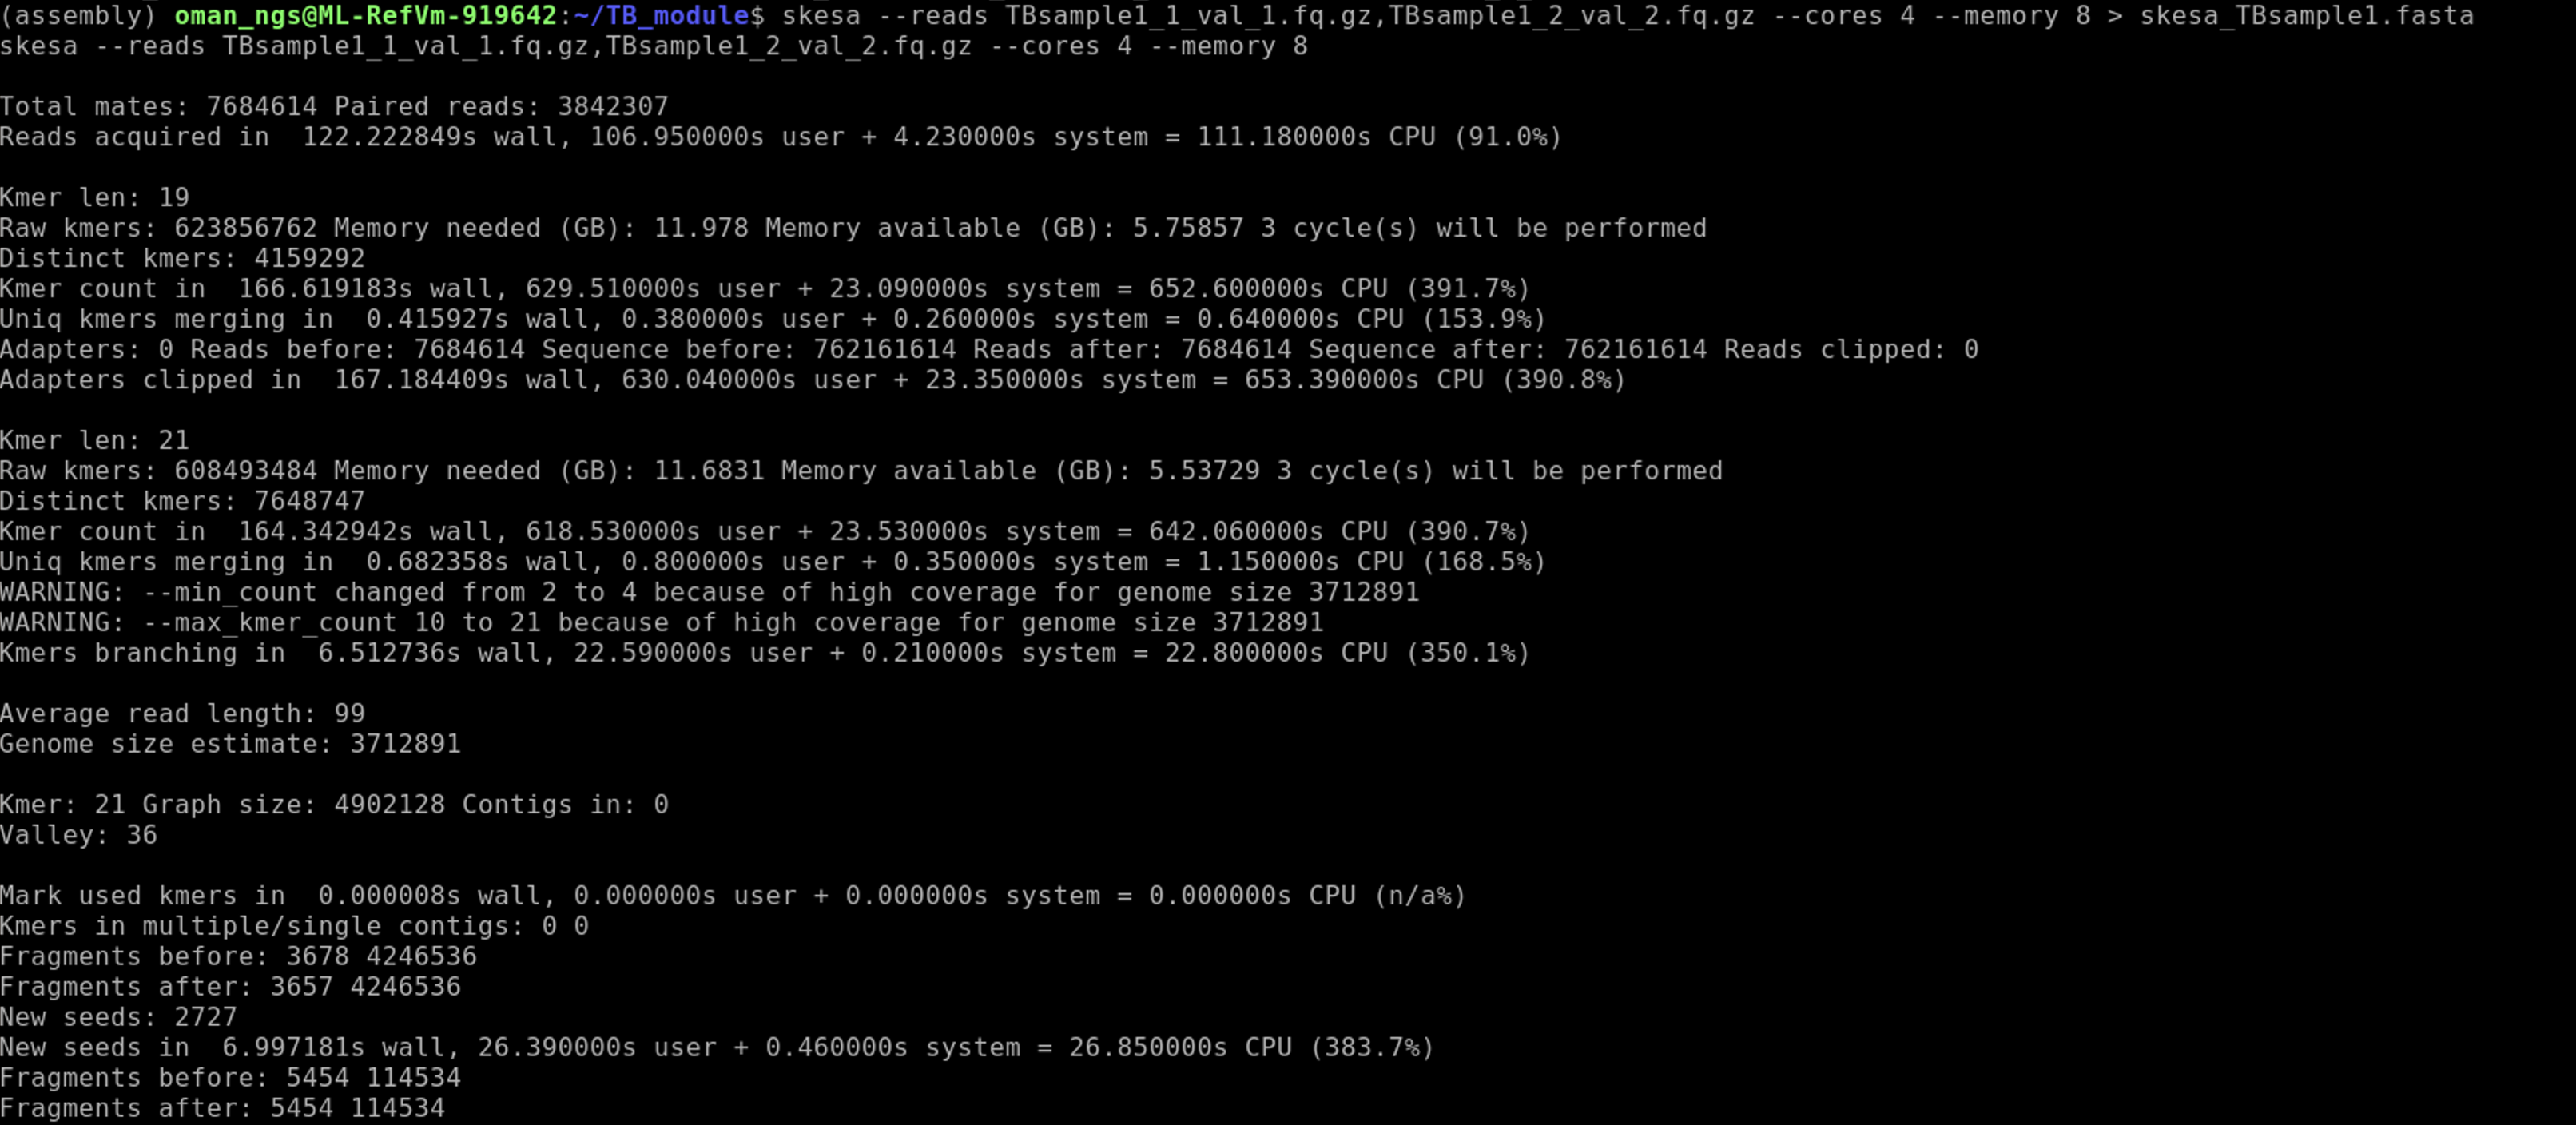 (assembly) oman_ngs@ML-RefVm-919642:~/TB_module$ skesa --reads TBsample1_1_val_1.fq.gz,TBsample1_2_val_2.fq.gz --cores 4 --memory 8 > skesa_TBsample1.fasta
skesa --reads TBsample1_1_val_1.fq.gz,TBsample1_2_val_2.fq.gz --cores 4 --memory 8
Total mates: 7684614 Paired reads: 3842307
Reads acquired in  122.222849s wall, 106.950000s user + 4.230000s system = 111.180000s CPU (91.0%)
Kmer len: 19
Raw kmers: 623856762 Memory needed (GB): 11.978 Memory available (GB): 5.75857 3 cycle(s) will be performed
Distinct kmers: 4159292
Kmer count in  166.619183s wall, 629.510000s user + 23.090000s system = 652.600000s CPU (391.7%)
Uniq kmers merging in  0.415927s wall, 0.380000s user + 0.260000s system = 0.640000s CPU (153.9%)
Adapters: 0 Reads before: 7684614 Sequence before: 762161614 Reads after: 7684614 Sequence after: 762161614 Reads clipped: 0
Adapters clipped in  167.184409s wall, 630.040000s user + 23.350000s system = 653.390000s CPU (390.8%)
Kmer len: 21
Raw kmers: 608493484 Memory needed (GB): 11.6831 Memory available (GB): 5.53729 3 cycle(s) will be performed
Distinct kmers: 7648747
Kmer count in  164.342942s wall, 618.530000s user + 23.530000s system = 642.060000s CPU (390.7%)
Uniq kmers merging in  0.682358s wall, 0.800000s user + 0.350000s system = 1.150000s CPU (168.5%)
WARNING: --min_count changed from 2 to 4 because of high coverage for genome size 3712891
WARNING: --max_kmer_count 10 to 21 because of high coverage for genome size 3712891
Kmers branching in  6.512736s wall, 22.590000s user + 0.210000s system = 22.800000s CPU (350.1%)
Average read length: 99
Genome size estimate: 3712891
Kmer: 21 Graph size: 4902128 Contigs in: 0
Valley: 36
Mark used kmers in  0.000008s wall, 0.000000s user + 0.000000s system = 0.000000s CPU (n/a%)
Kmers in multiple/single contigs: 0 0
Fragments before: 3678 4246536
Fragments after: 3657 4246536
New seeds: 2727
New seeds in  6.997181s wall, 26.390000s user + 0.460000s system = 26.850000s CPU (383.7%)
Fragments before: 5454 114534
Fragments after: 5454 114534